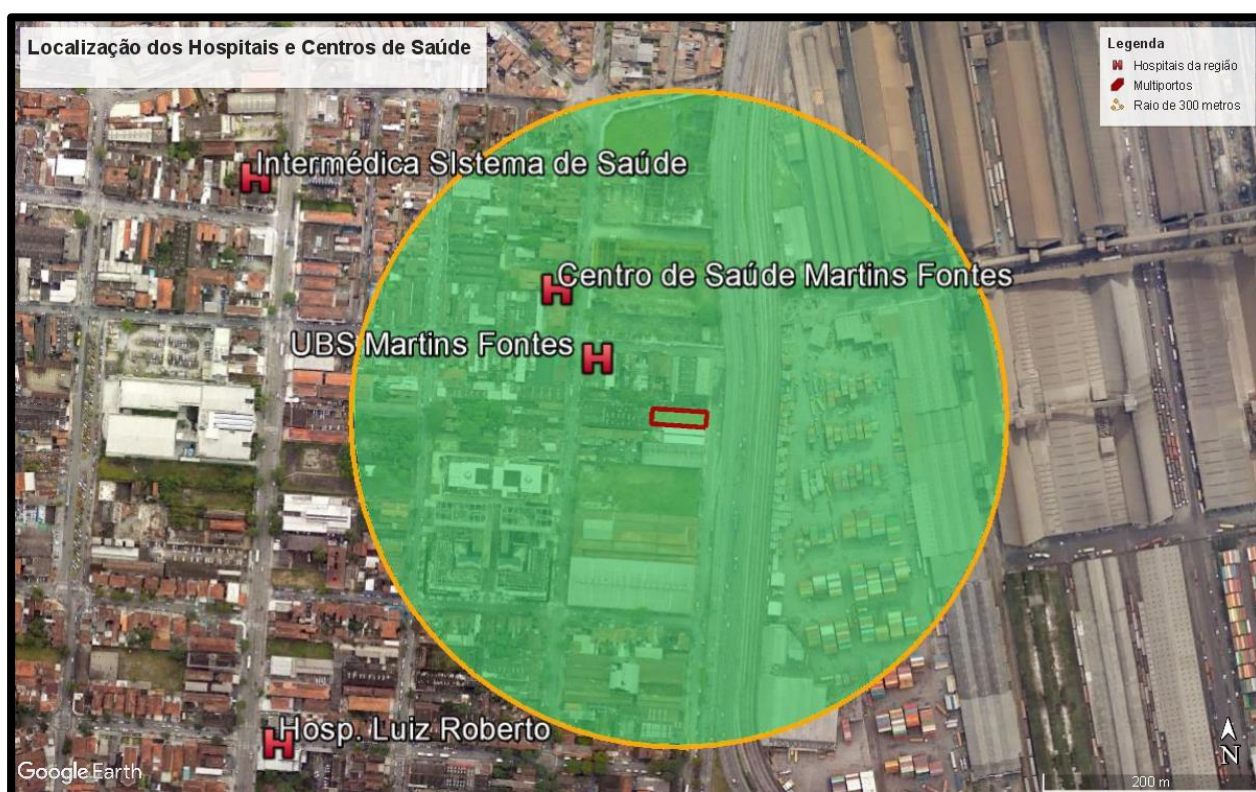 Localização dos Hospitais e Centros de Saúde
Legenda
Hospitais da região
Multiportos
Raio de 300 metros
Intermédica SIstema de Saúde
Centro de Saúde Martins Fontes
UBS Martins Fontes
Hosp. Luiz Roberto
Google Earth
N
200 m